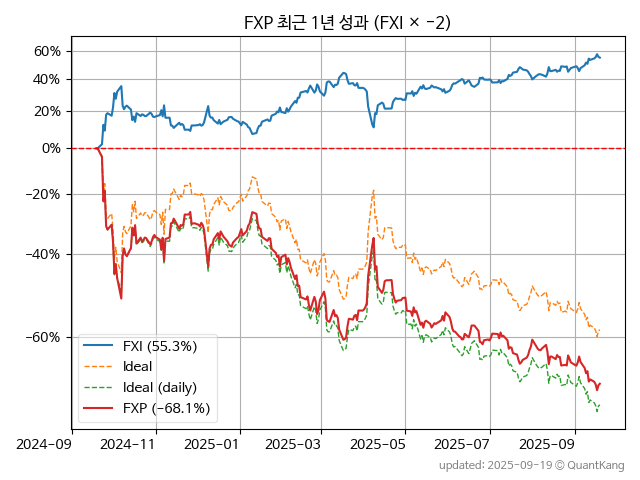 FXP 최근 1년 성과 (FXI × −2)
60%
40%
20%
0%
−20%
−40%
−60%
FXI (55.3%)
Ideal
Ideal (daily)
FXP (−68.1%)
2024-09 2024-11 2025-01 2025-03 2025-05 2025-07 2025-09
updated: 2025-09-19 © QuantKang